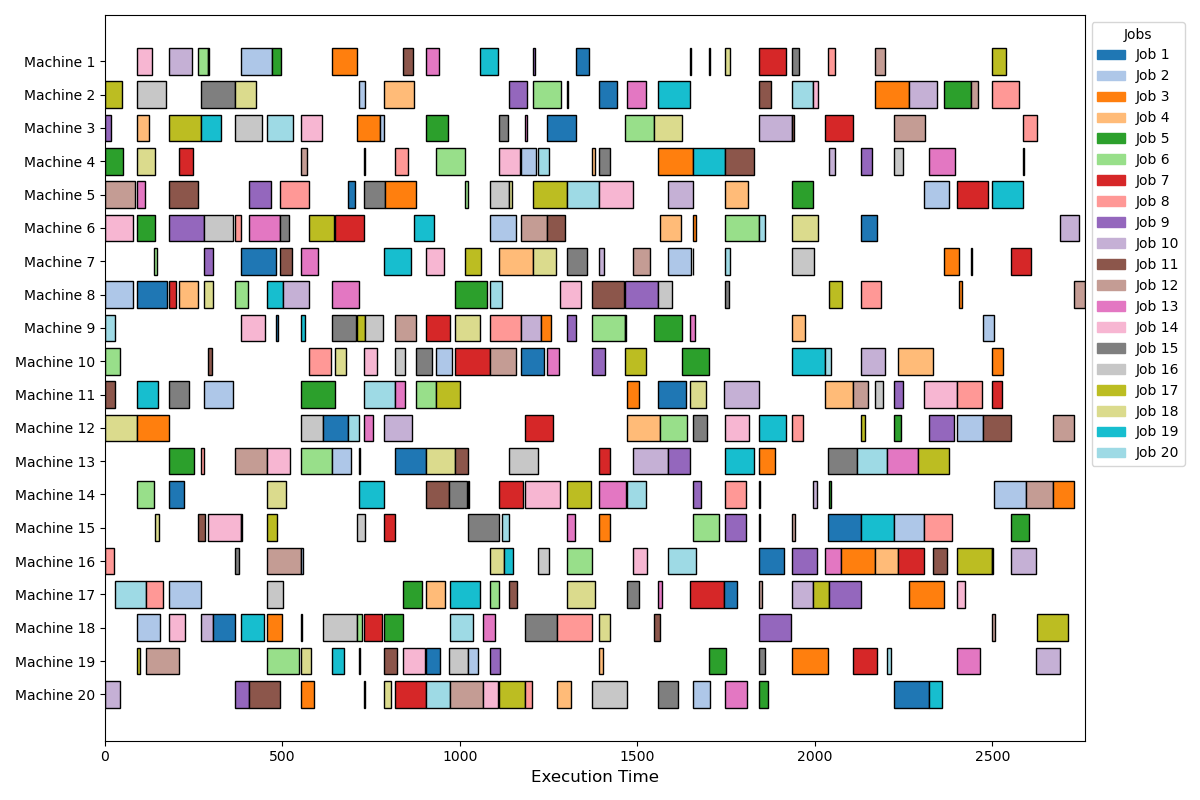 Machine 1
Machine 2
Machine 3
Machine 4
Machine 5
Machine 6
Machine 7
Machine 8
Machine 9
Machine 10
Machine 11
Machine 12
Machine 13
Machine 14
Machine 15
Machine 16
Machine 17
Machine 18
Machine 19
Machine 20
0 500 1000 1500 2000 2500
Execution Time
Jobs
Job 1
Job 2
Job 3
Job 4
Job 5
Job 6
Job 7
Job 8
Job 9
Job 10
Job 11
Job 12
Job 13
Job 14
Job 15
Job 16
Job 17
Job 18
Job 19
Job 20